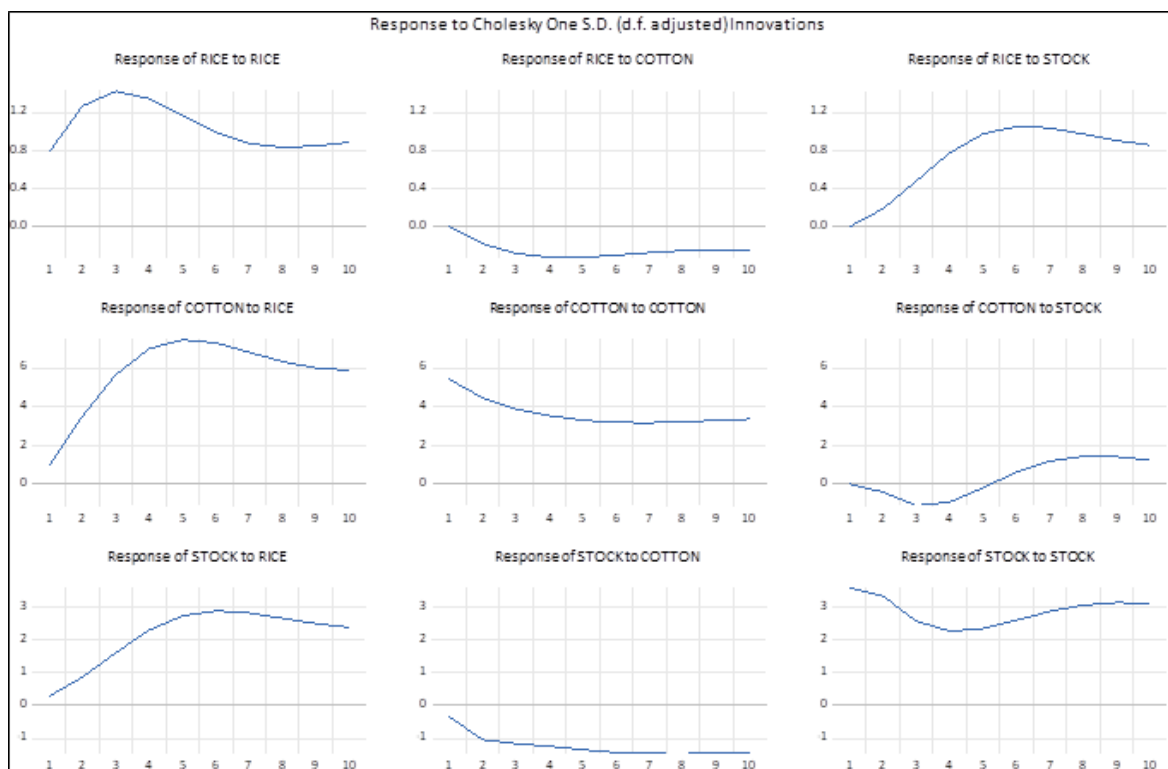 Response to Cholesky One S.D. (d.f. adjusted) Innovations
Response of RICE to RICE
Response of RICE to COTTON
Response of RICE to STOCK
1.2 1.2 1.2
0.8 0.8 0.8
0.4 0.4 0.4
0.0 0.0 0.0
1 2 3 4 5 6 7 8 9 10 1 2 3 4 5 6 7 8 9 10 1 2 3 4 5 6 7 8 9 10
Response of COTTON to RICE
Response of COTTON to COTTON
Response of COTTON to STOCK
6 6 6
4 4 4
2 2 2
0 0 0
1 2 3 4 5 6 7 8 9 10 1 2 3 4 5 6 7 8 9 10 1 2 3 4 5 6 7 8 9 10
Response of STOCK to RICE
Response of STOCK to COTTON
Response of STOCK to STOCK
3 3 3
2 2 2
1 1 1
0 0 0
-1 -1 -1
1 2 3 4 5 6 7 8 9 10 1 2 3 4 5 6 7 8 9 10 1 2 3 4 5 6 7 8 9 10